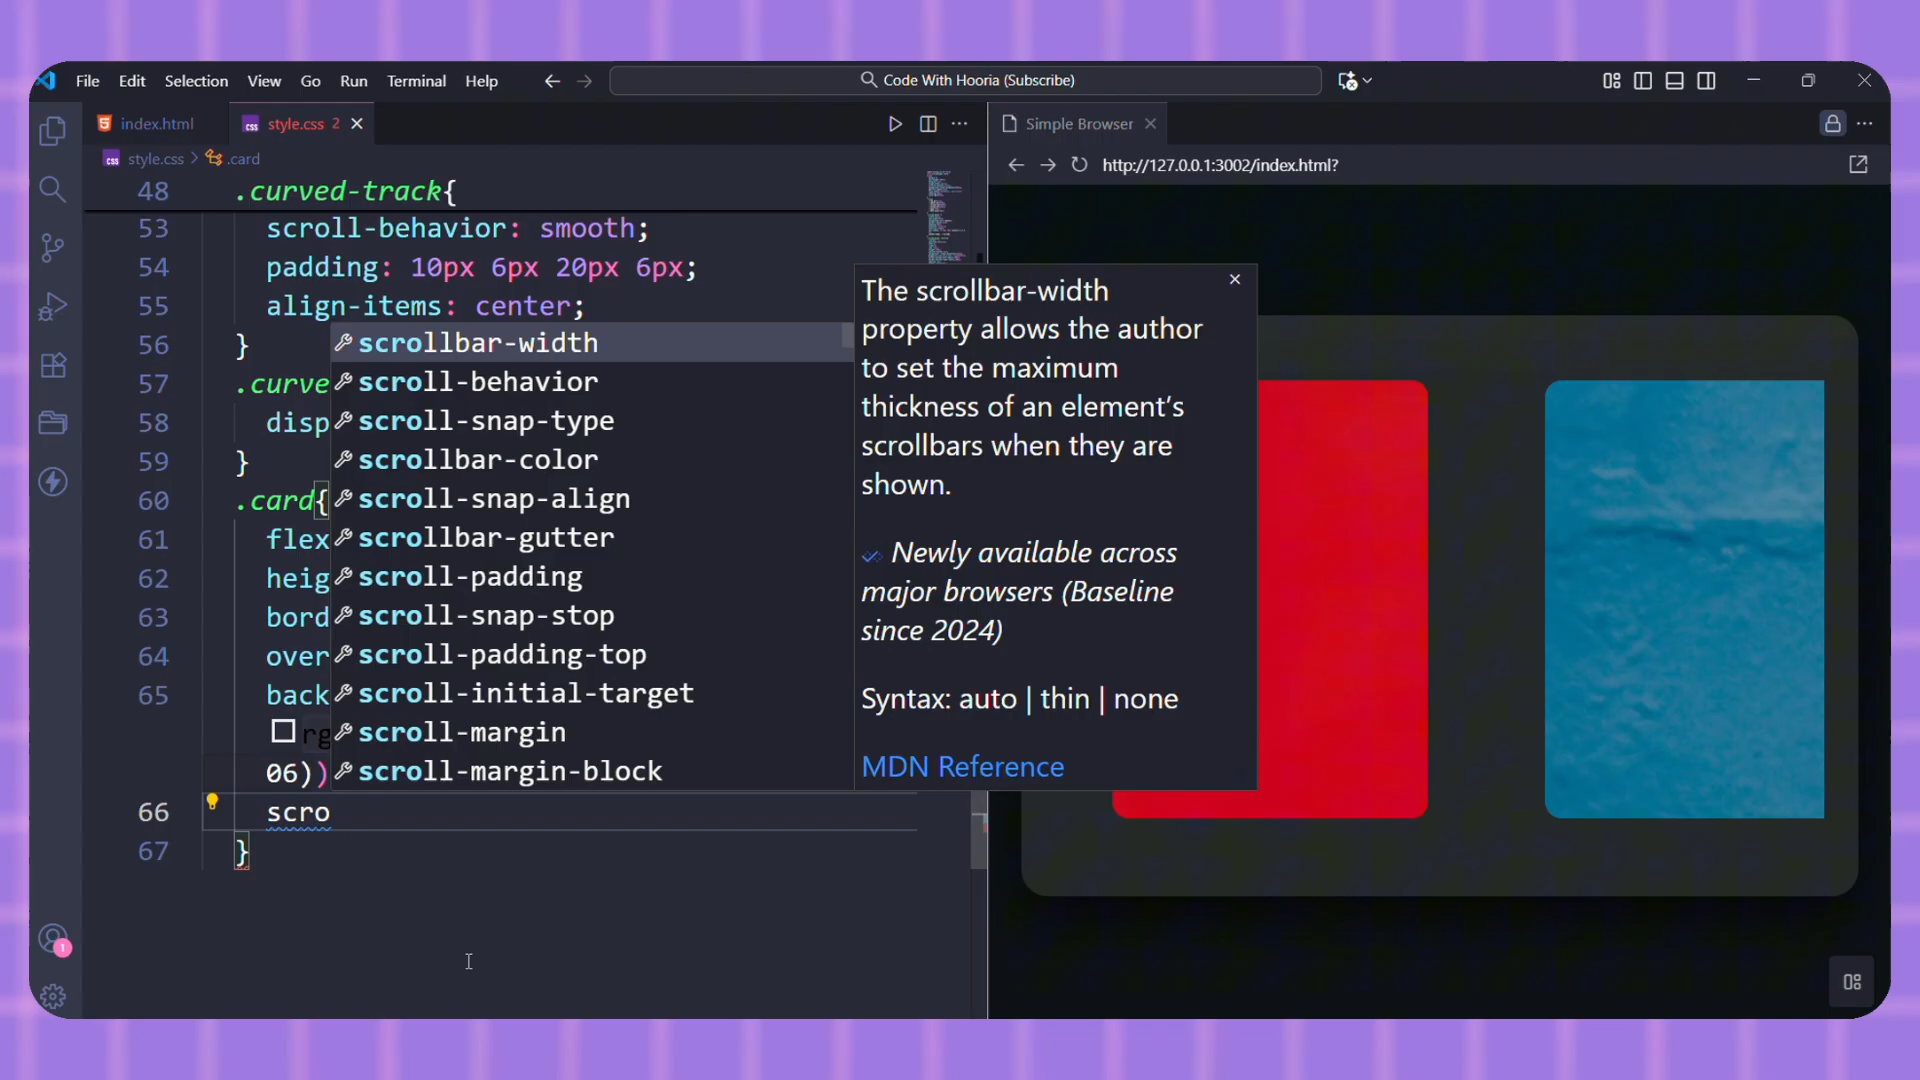 File Edit Selection View Go Run Terminal Help
Code With Hooria (Subscribe)
index.html
style.css 2
Simple Browser
style.css > .card
http://127.0.0.1:3002/index.html?
48 .curved-track{
53 scroll-behavior: smooth;
54 padding: 10px 6px 20px 6px;
55 align-items: center;
56 }
57 .curve
58 disp
59 }
60 .card{
61 flex
62 heig
63 bord
64 over
65 back
rg
06))
66 scro
67 }
scrollbar-width
scroll-behavior
scroll-snap-type
scrollbar-color
scroll-snap-align
scrollbar-gutter
scroll-padding
scroll-snap-stop
scroll-padding-top
scroll-initial-target
scroll-margin
scroll-margin-block
The scrollbar-width
property allows the author
to set the maximum
thickness of an element's
scrollbars when they are
shown.
Newly available across
major browsers (Baseline
since 2024)
Syntax: auto | thin | none
MDN Reference
1